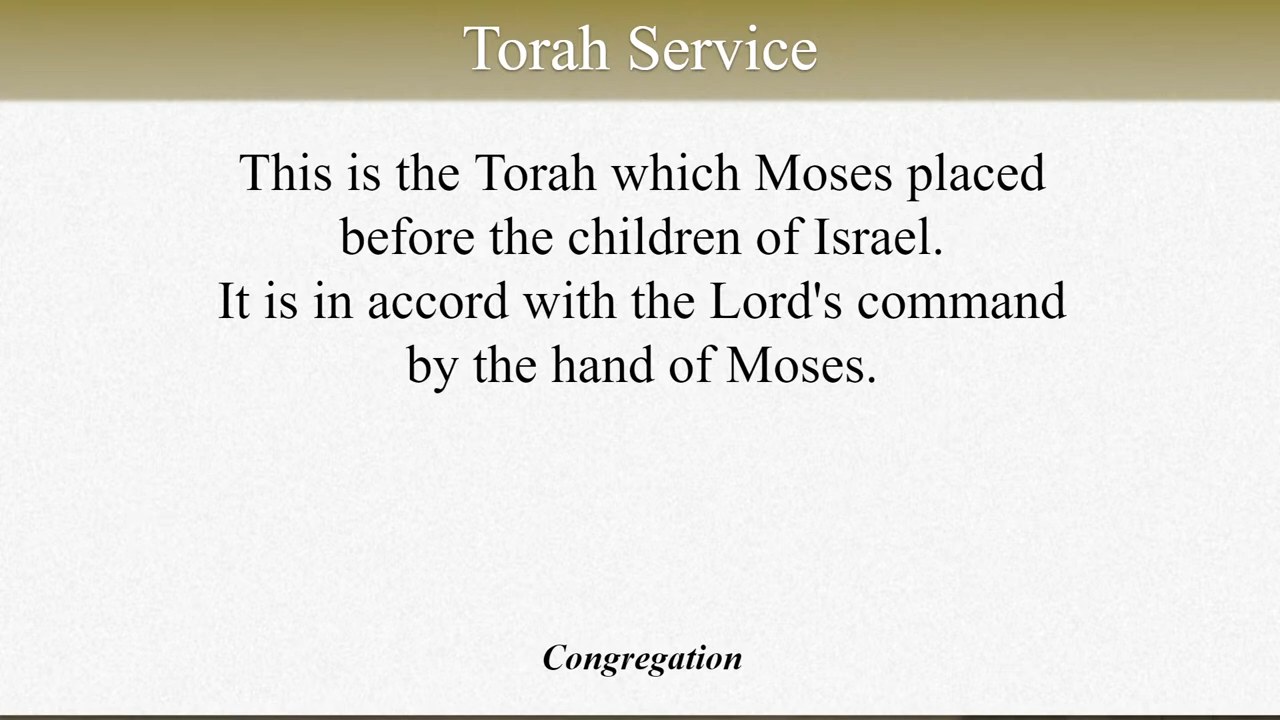 Torah Service
This is the Torah which Moses placed
before the children of Israel.
It is in accord with the Lord's command
by the hand of Moses.
Congregation